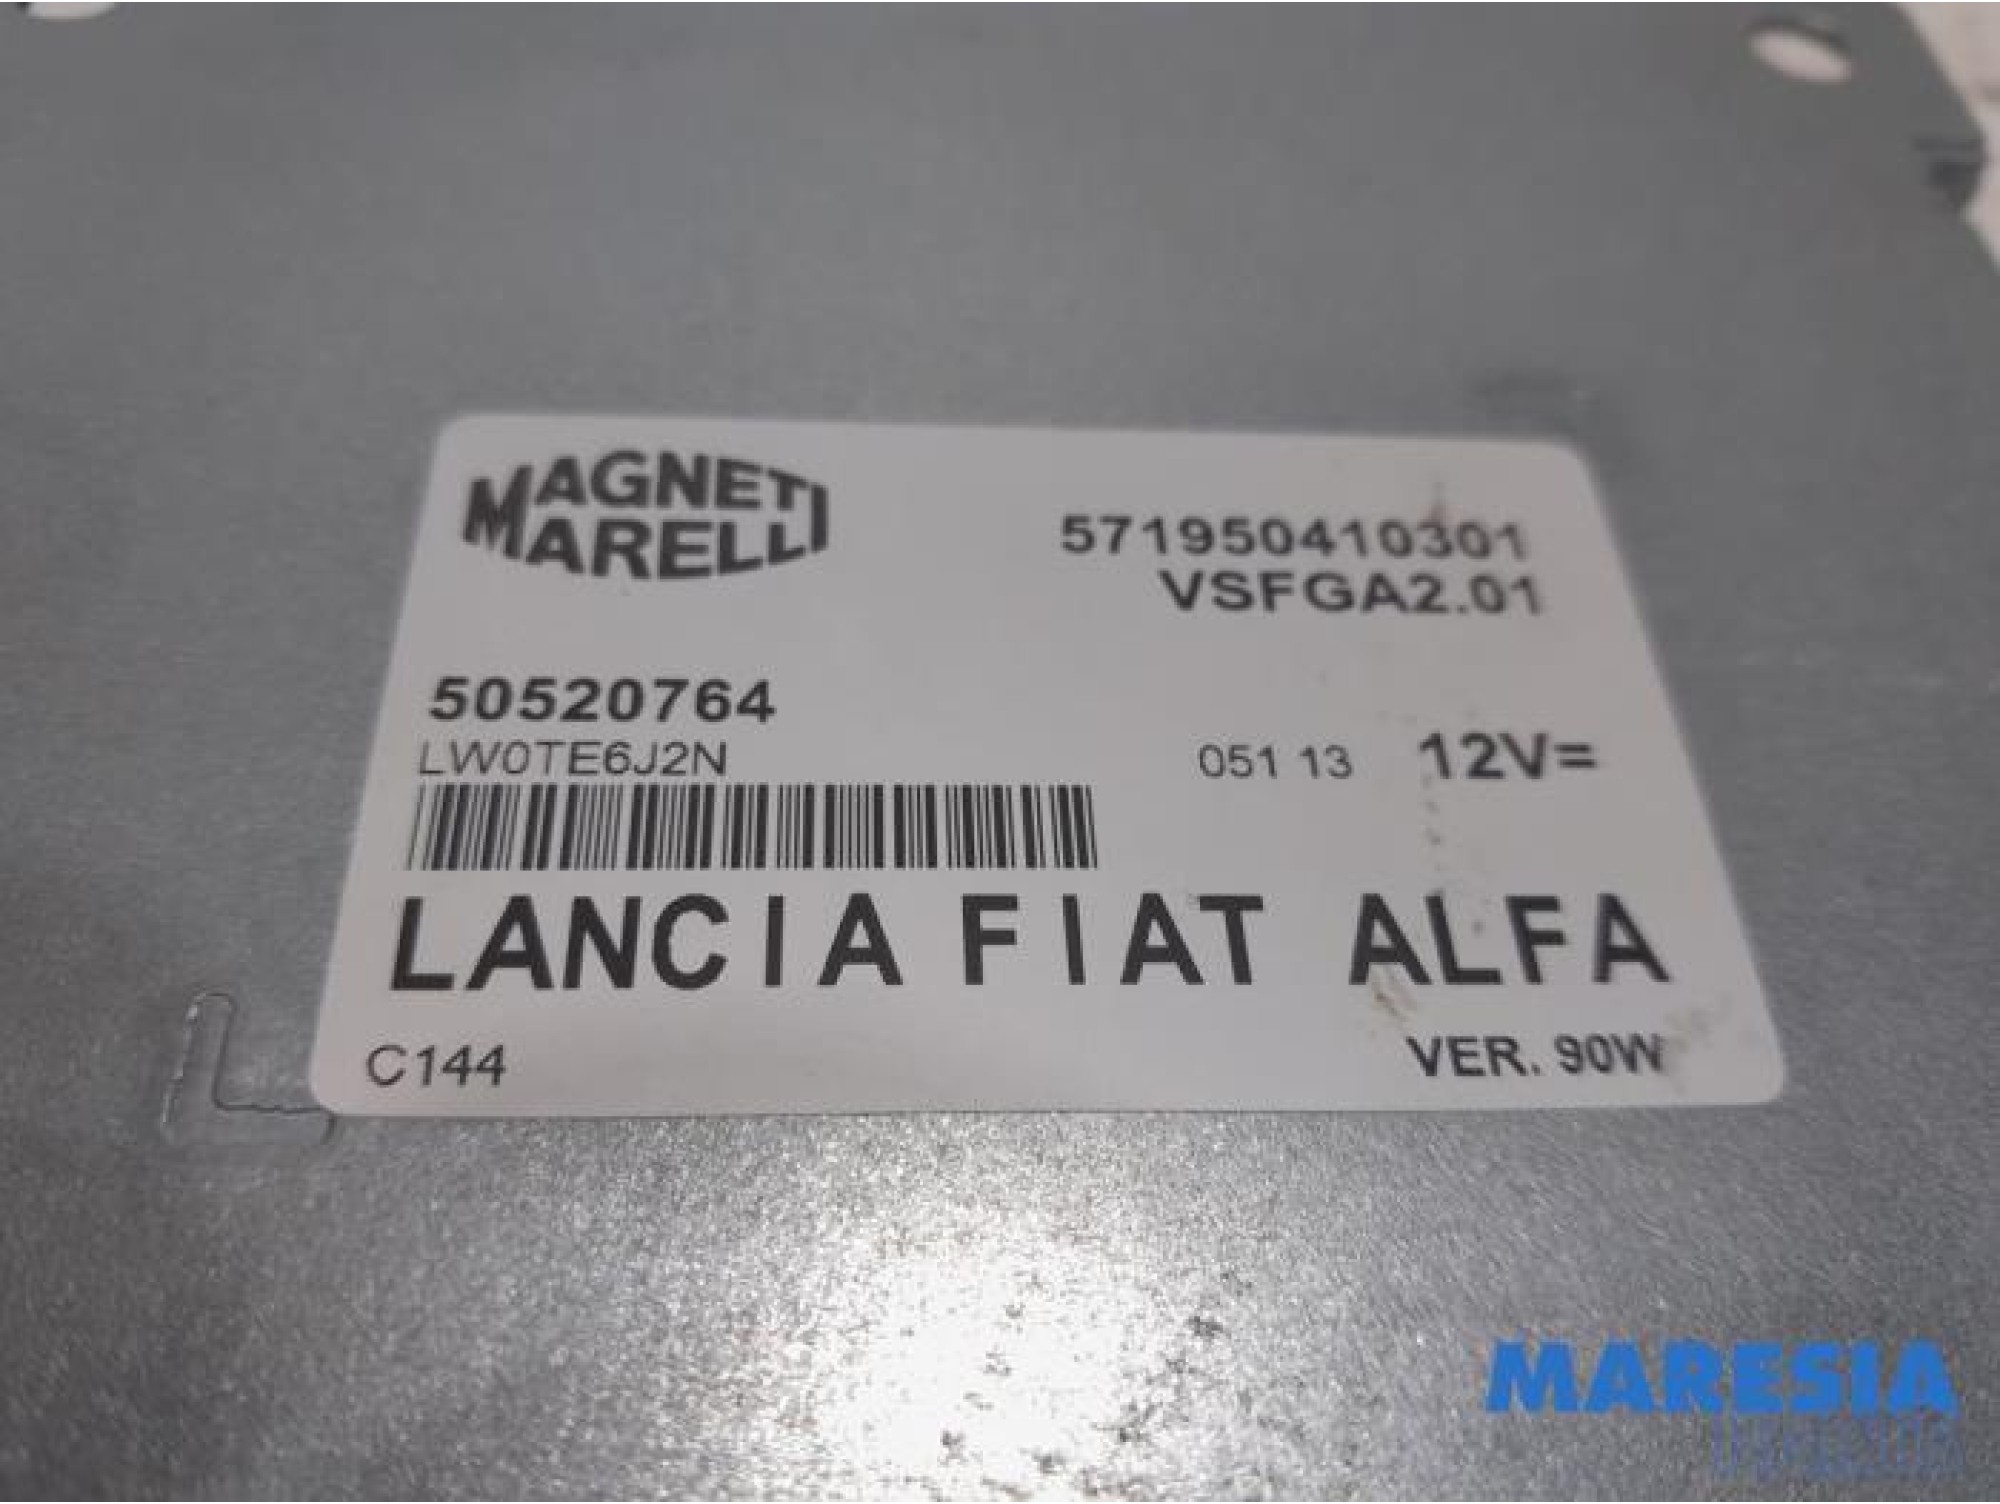 MAGNETI
MARELLI
571950410301
VSFGA2.01
50520764
LW0TE6J2N
051 13 12V=
LANCIA FIAT ALFA
C144
VER. 90W
MARESIA